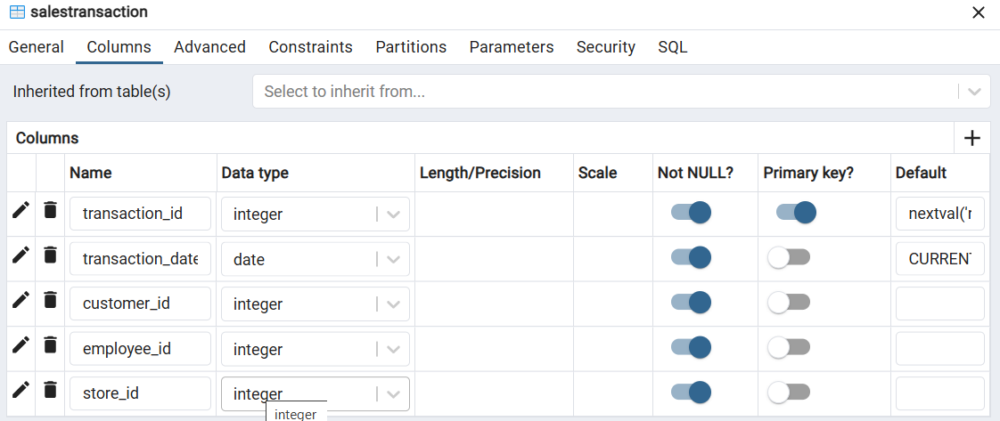 salestransaction
General Columns Advanced Constraints Partitions Parameters Security SQL
Inherited from table(s) Select to inherit from...
Columns
Name Data type Length/Precision Scale Not NULL? Primary key? Default
transaction_id integer nextval('r
transaction_date date CURREN
customer_id integer
employee_id integer
store_id integer
integer